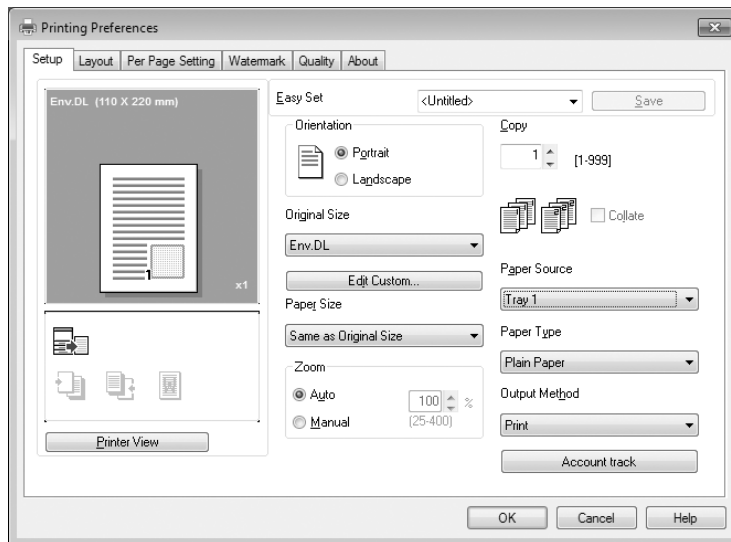 Printing Preferences
Setup Layout Per Page Setting Watermark Quality About
Env.DL (110 X 220 mm)
1
x1
Printer View
Easy Set <Untitled> Save
Orientation
Portrait
Landscape
Original Size
Env.DL
Edit Custom...
Paper Size
Same as Original Size
Zoom
Auto
Manual
100 %
(25-400)
Copy
1 [1-999]
Collate
Paper Source
Tray 1
Paper Type
Plain Paper
Output Method
Print
Account track
OK Cancel Help